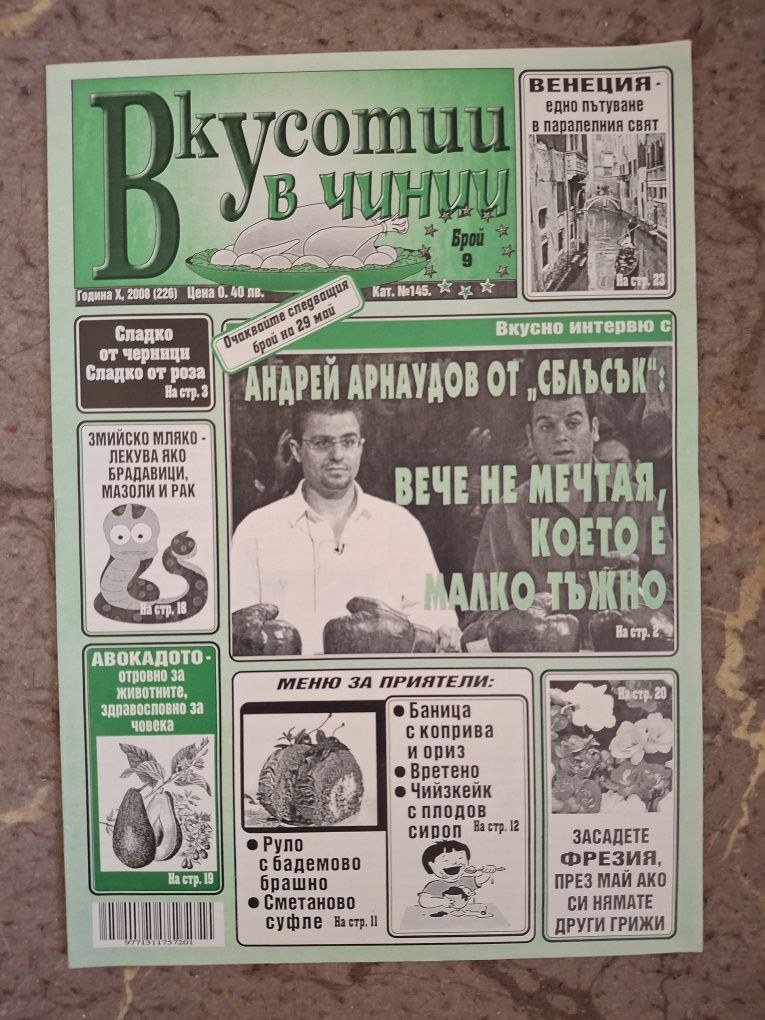 Вкусотии
в чинии
Брой
9
Година X, 2008 (226) Цена 0. 40 лв.
Кат. №145.
ВЕНЕЦИЯ -
едно пътуване
в паралелния свят
На стр. 23
Очаквайте следващия
брой на 29 май
Сладко
от черници
Сладко от роза
На стр. 3
Вкусно интервю с
АНДРЕЙ АРНАУДОВ ОТ „СБЛЪСЪК“:
ВЕЧЕ НЕ МЕЧТАЯ,
КОЕТО Е
МАЛКО ТЪЖНО
На стр. 2
ЗМИЙСКО МЛЯКО -
ЛЕКУВА ЯКО
БРАДАВИЦИ,
МАЗОЛИ И РАК
На стр. 18
АВОКАДОТО -
отровно за
животните,
здравословно за
човека
На стр. 19
МЕНЮ ЗА ПРИЯТЕЛИ:
● Руло
с бадемово
брашно
● Сметаново
суфле На стр. 11
● Баница
с коприва
и ориз
● Вретено
● Чийзкейк
с плодов
сироп На стр. 12
На стр. 20
ЗАСАДЕТЕ
ФРЕЗИЯ,
ПРЕЗ МАЙ АКО
СИ НЯМАТЕ
ДРУГИ ГРИЖИ
9771311757201